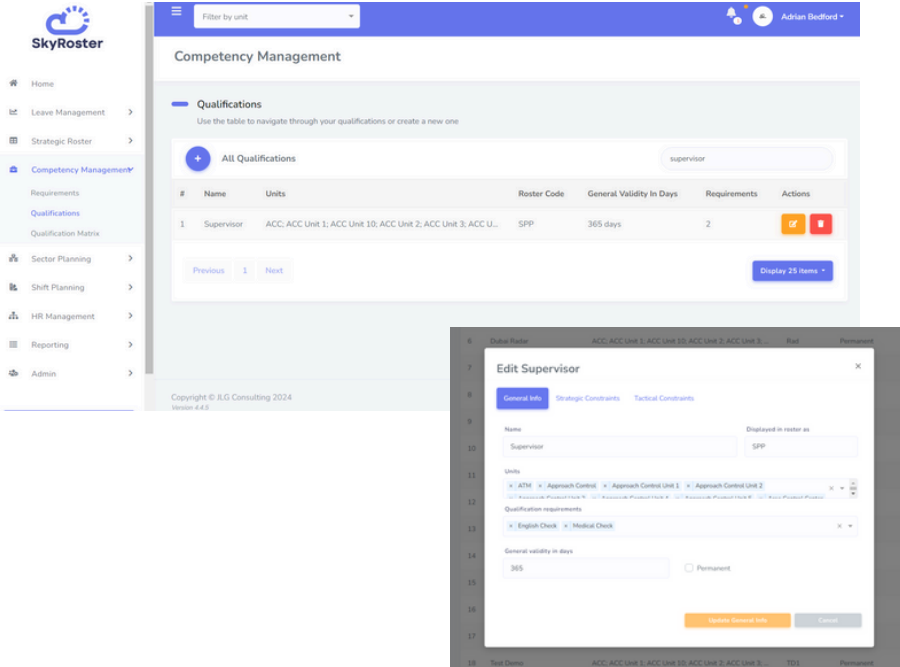 SkyRoster
Filter by unit
Adrian Bedford
Competency Management
Home
Leave Management
Strategic Roster
Competency Management
Requirements
Qualifications
Qualification Matrix
Sector Planning
Shift Planning
HR Management
Reporting
Admin
Qualifications
Use the table to navigate through your qualifications or create a new one
+ All Qualifications supervisor
# Name Units Roster Code General Validity In Days Requirements Actions
1 Supervisor ACC; ACC Unit 1; ACC Unit 10; ACC Unit 2; ACC Unit 3; ACC U... SPP 365 days 2
Previous 1 Next Display 25 items
Copyright © JLG Consulting 2024
Version 4.4.5
6 Dubai Radar ACC; ACC Unit 1; ACC Unit 10; ACC Unit 2; ACC Unit 3; ... Rad Permanent
7
8
9
10
11
12
13
14
15
16
17
Edit Supervisor ×
General Info Strategic Constraints Tactical Constraints
Name Displayed in roster as
Supervisor SPP
Units
× ATM × Approach Control × Approach Control Unit 1 × Approach Control Unit 2
Qualification requirements
× English Check × Medical Check
General validity in days
365 Permanent
Update General Info Cancel
18 Test Demo ACC; ACC Unit 1; ACC Unit 10; ACC Unit 2; ACC Unit 3; ... TD1 Permanent